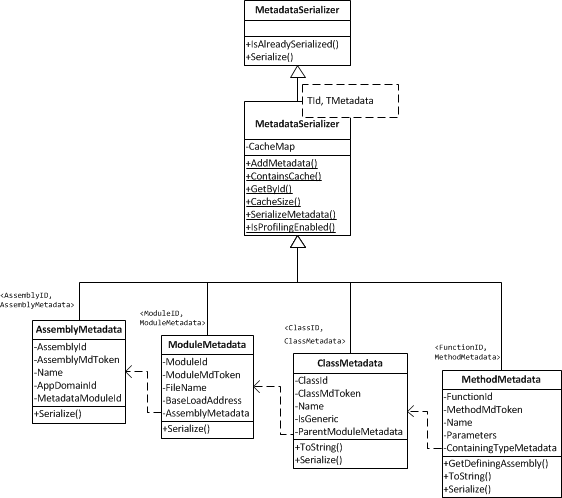 MetadataSerializer
+IsAlreadySerialized()
+Serialize()
TId, TMetadata
MetadataSerializer
-CacheMap
+AddMetadata()
+ContainsCache()
+GetById()
+CacheSize()
+SerializeMetadata()
+IsProfilingEnabled()
<AssemblyID,
AssemblyMetadata>
AssemblyMetadata
-AssemblyId
-AssemblyMdToken
-Name
-AppDomainId
-MetadataModuleId
+Serialize()
<ModuleID,
ModuleMetadata>
ModuleMetadata
-ModuleId
-ModuleMdToken
-FileName
-BaseLoadAddress
-AssemblyMetadata
+Serialize()
<ClassID,
ClassMetadata>
ClassMetadata
-ClassId
-ClassMdToken
-Name
-IsGeneric
-ParentModuleMetadata
+ToString()
+Serialize()
<FunctionID,
MethodMetadata>
MethodMetadata
-FunctionId
-MethodMdToken
-Name
-Parameters
-ContainingTypeMetadata
+GetDefiningAssembly()
+ToString()
+Serialize()